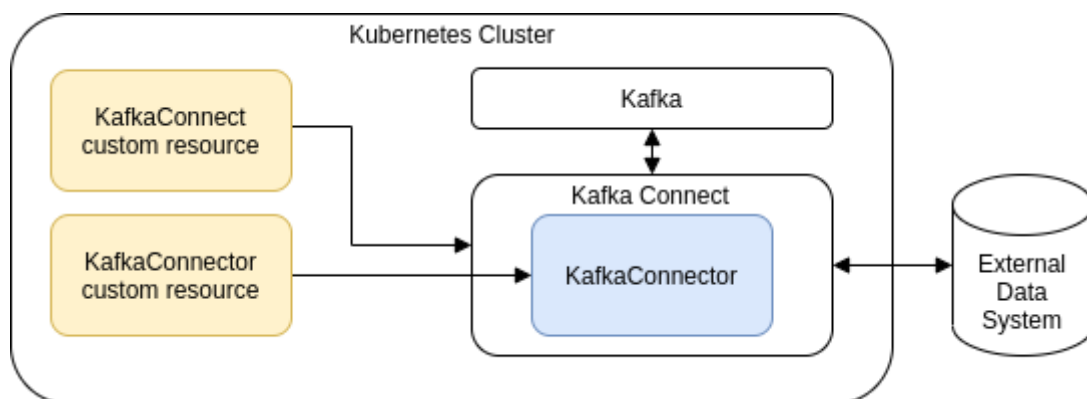 Kubernetes Cluster
KafkaConnect
custom resource
Kafka
Kafka Connect
KafkaConnector
custom resource
KafkaConnector
External
Data
System